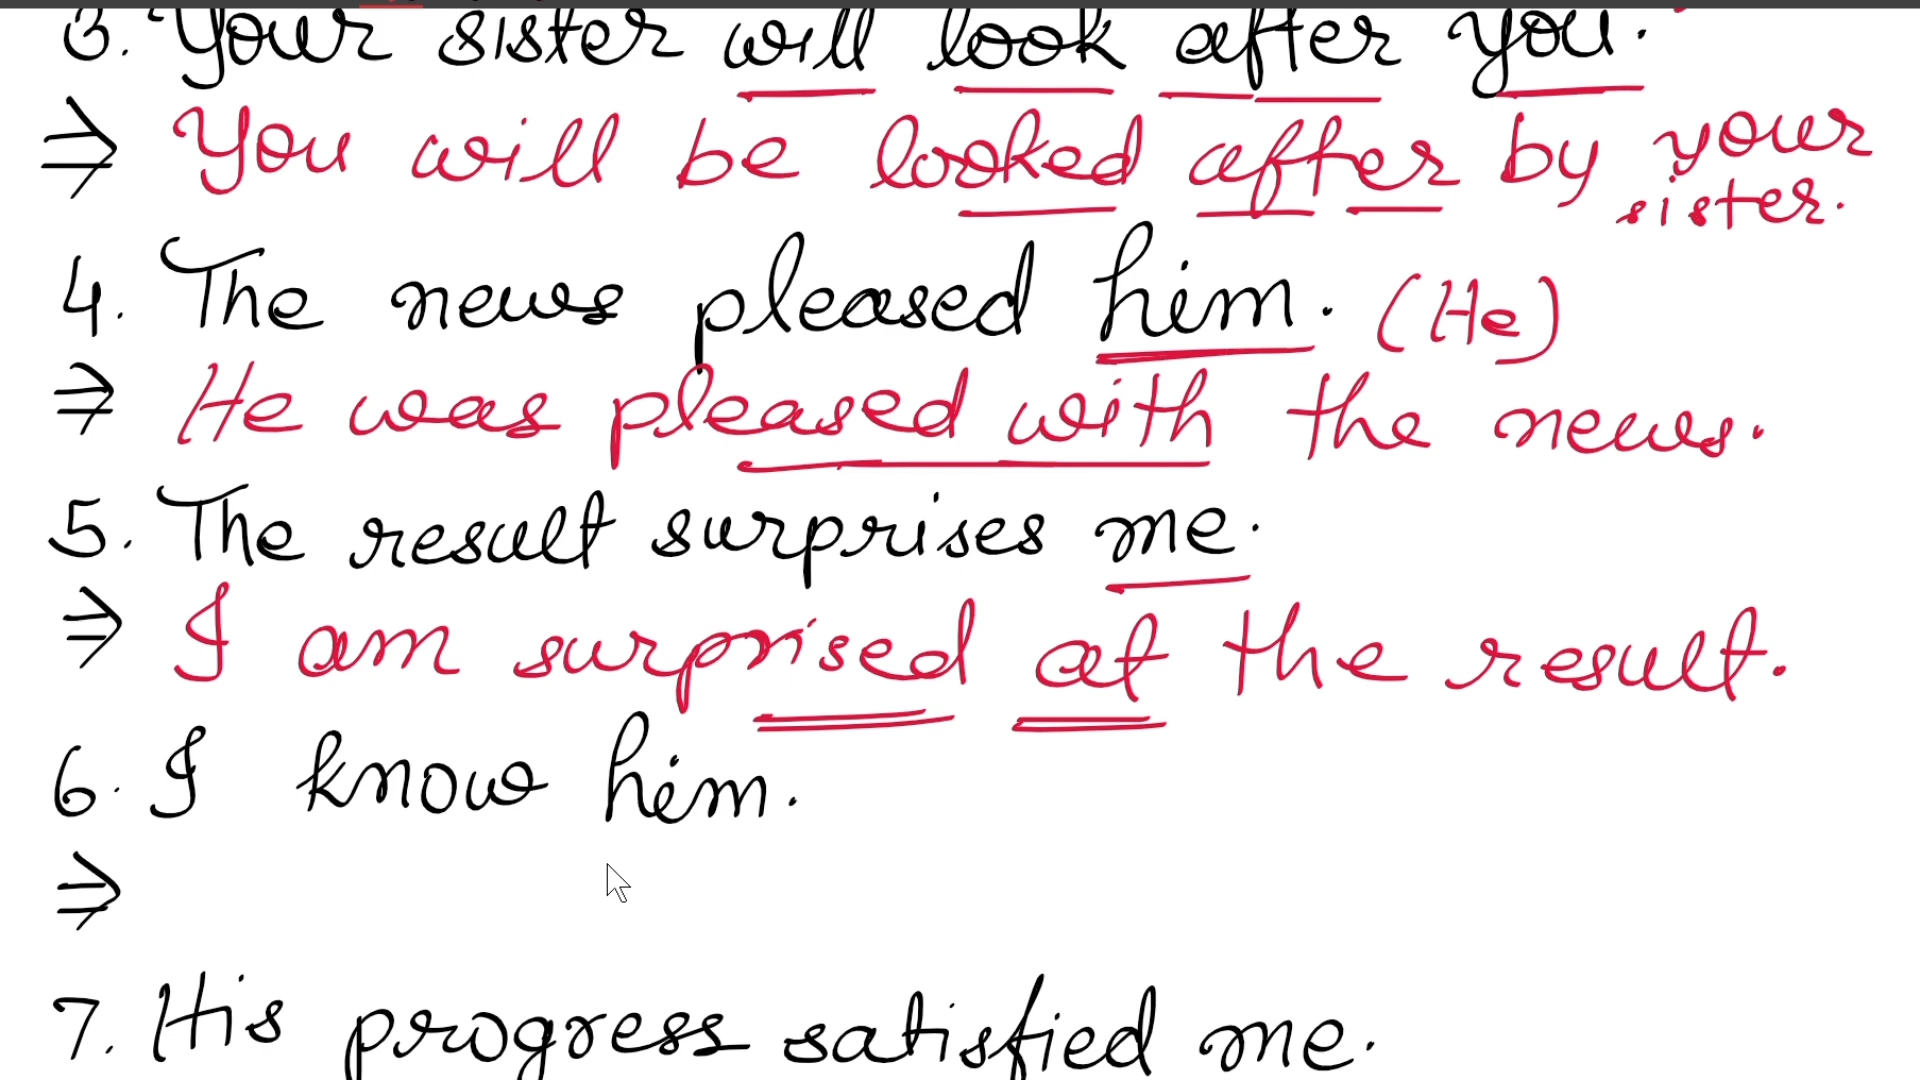 3. Your sister will look after you.
⇒ You will be looked after by your
sister.
4. The news pleased him. (He)
⇒ He was pleased with the news.
5. The result surprises me.
⇒ I am surprised at the result.
6. I know him.
⇒
7. His progress satisfied me.